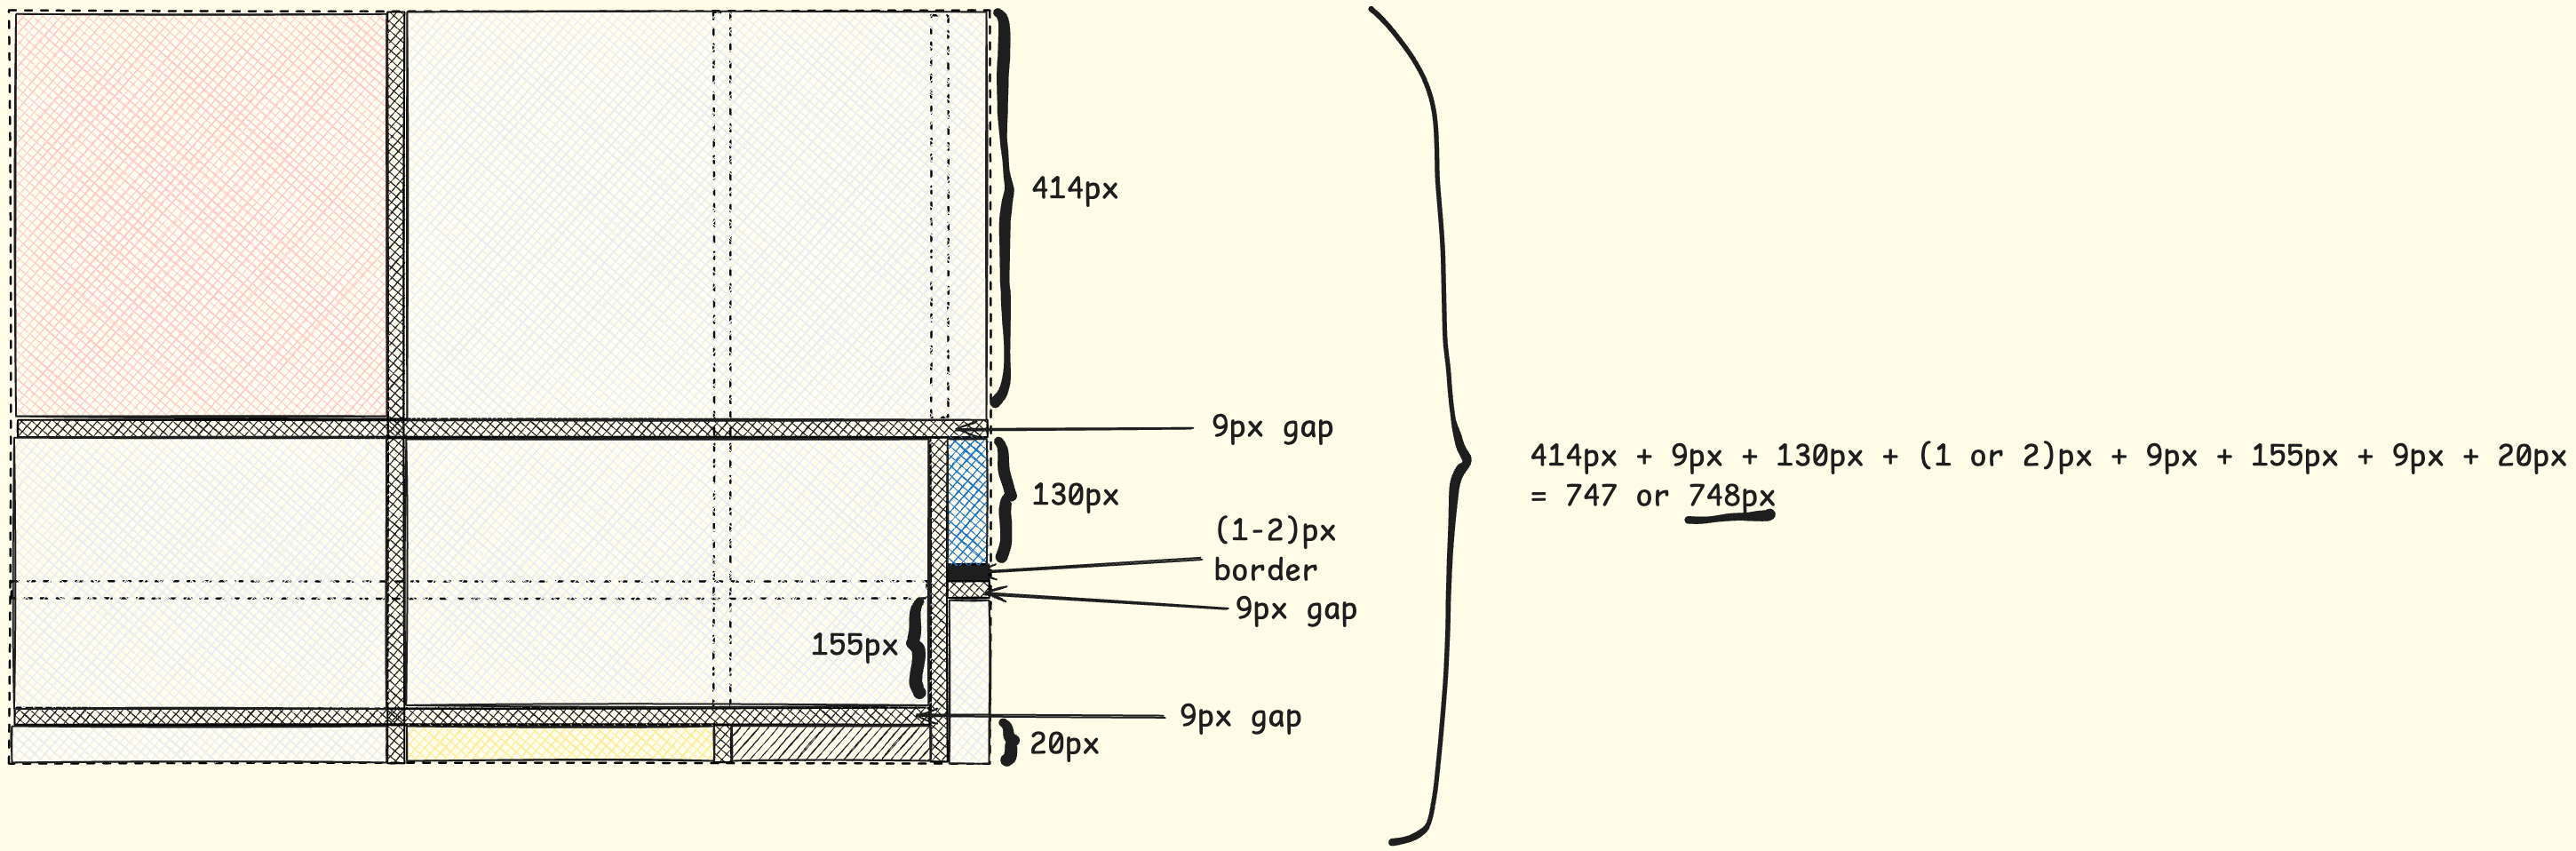 414px
9px gap
414px + 9px + 130px + (1 or 2)px + 9px + 155px + 9px + 20px
= 747 or 748px
130px
(1-2)px
border
9px gap
155px
9px gap
20px